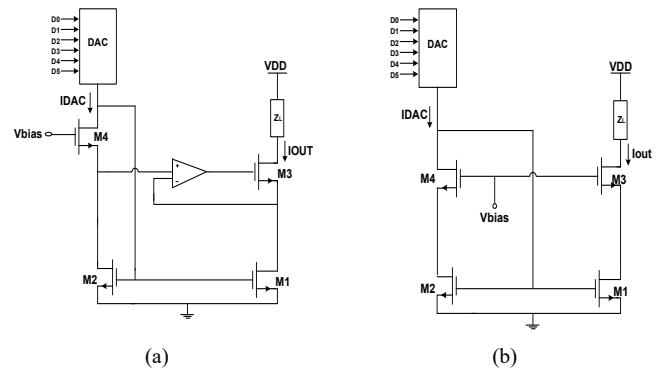 D0
D1
D2
D3
D4
D5
DAC
VDD
IDAC
ZL
Vbias
M4
IOUT
+
-
M3
M2
M1
(a)
D0
D1
D2
D3
D4
D5
DAC
VDD
IDAC
ZL
Iout
M4
M3
Vbias
M2
M1
(b)